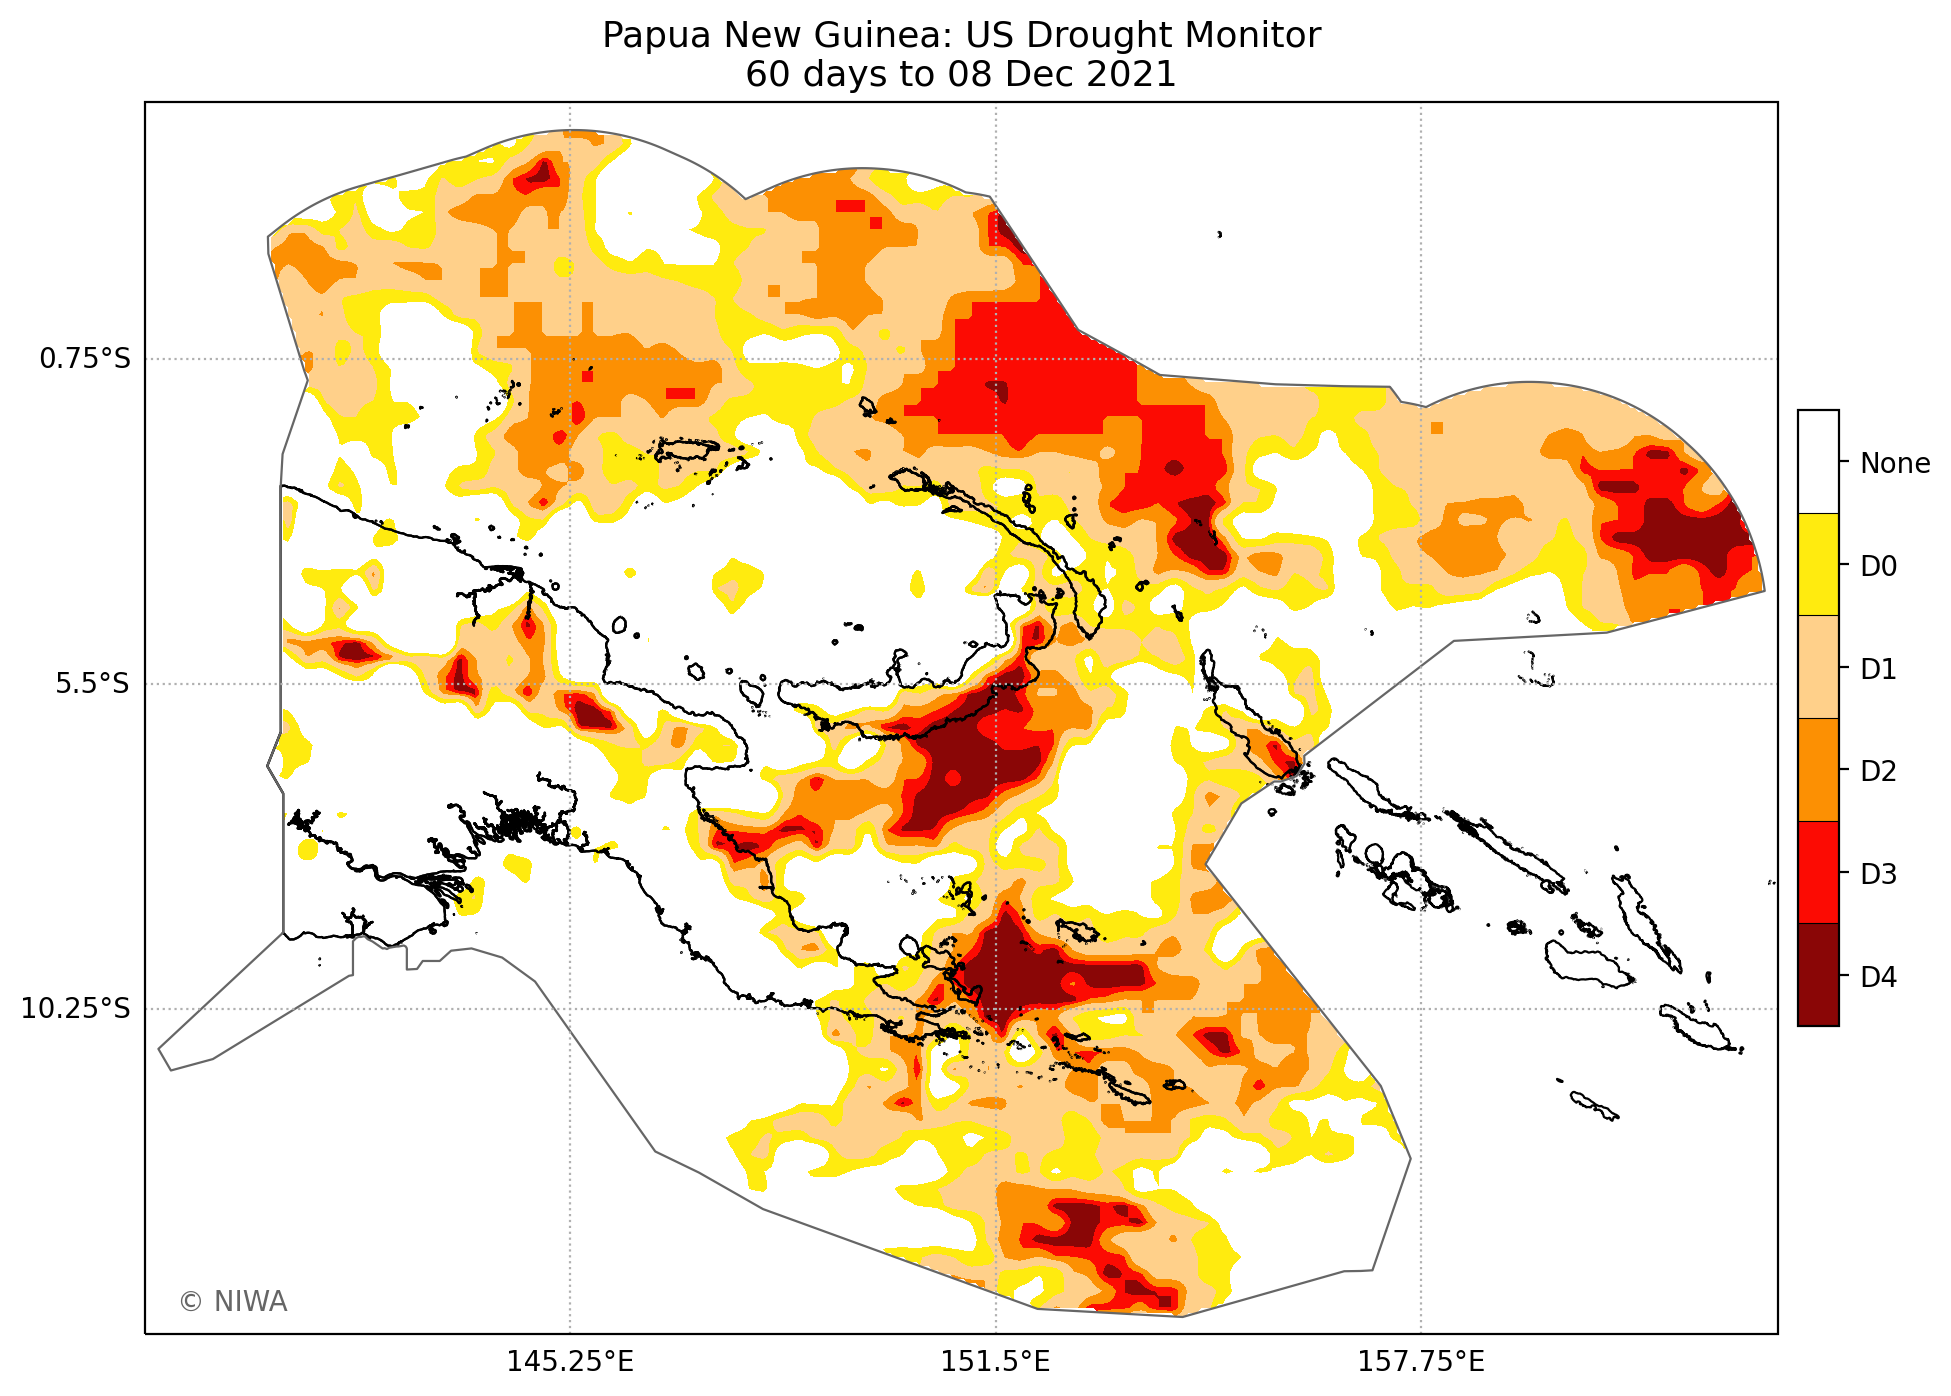 Papua New Guinea: US Drought Monitor
60 days to 08 Dec 2021
0.75°S
5.5°S
10.25°S
145.25°E
151.5°E
157.75°E
None
D0
D1
D2
D3
D4
© NIWA